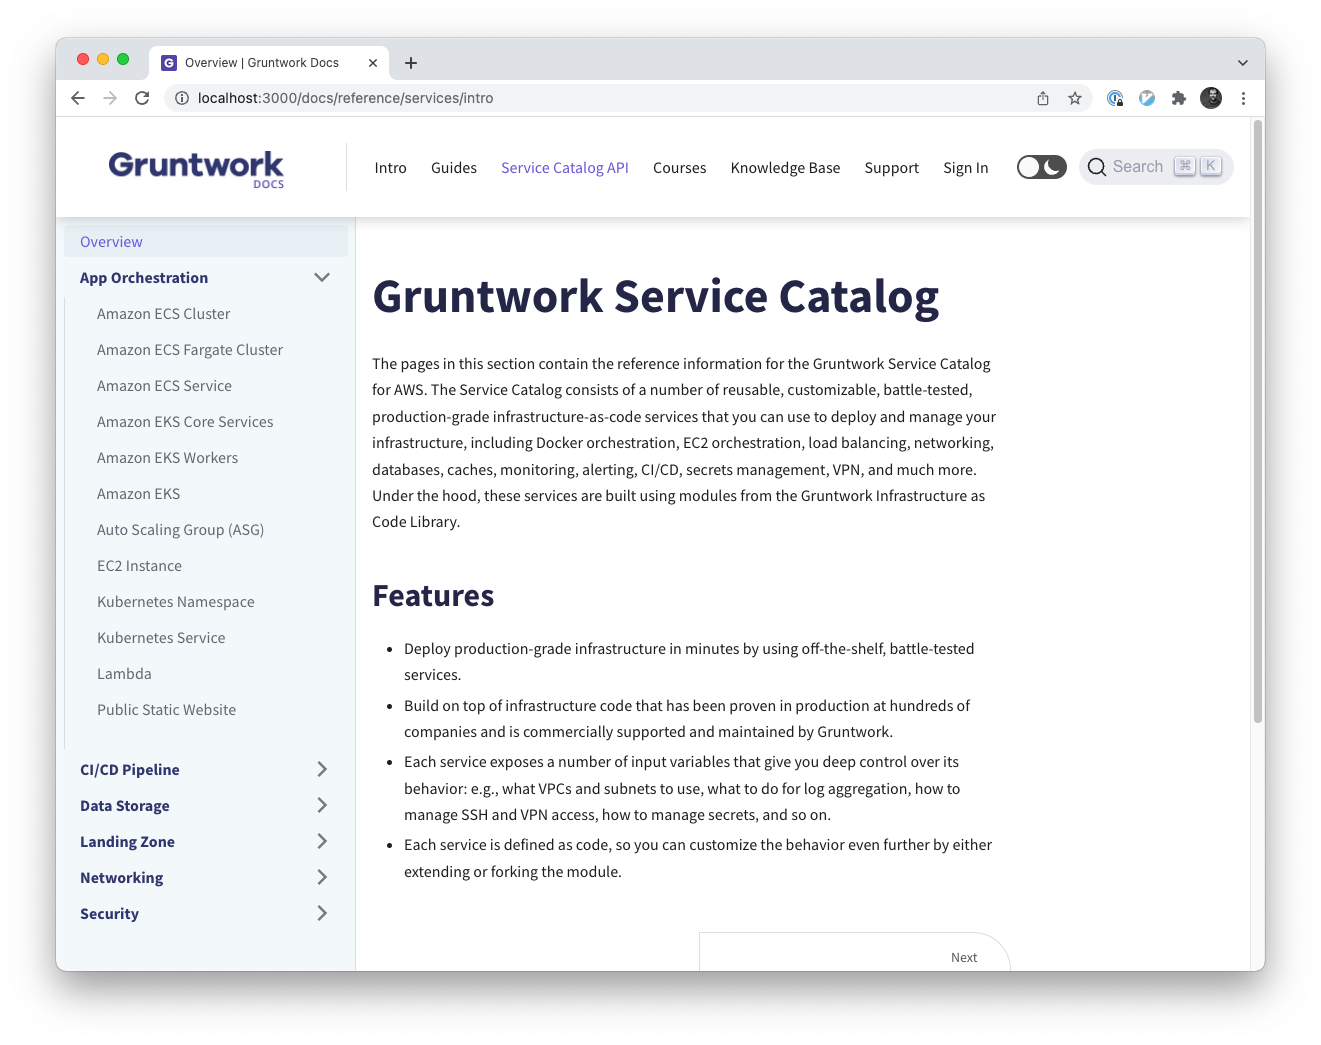 Overview | Gruntwork Docs
localhost:3000/docs/reference/services/intro
Gruntwork
DOCS
Intro Guides Service Catalog API Courses Knowledge Base Support Sign In Search ⌘ K
Overview
App Orchestration
Amazon ECS Cluster
Amazon ECS Fargate Cluster
Amazon ECS Service
Amazon EKS Core Services
Amazon EKS Workers
Amazon EKS
Auto Scaling Group (ASG)
EC2 Instance
Kubernetes Namespace
Kubernetes Service
Lambda
Public Static Website
CI/CD Pipeline
Data Storage
Landing Zone
Networking
Security
Gruntwork Service Catalog
The pages in this section contain the reference information for the Gruntwork Service Catalog
for AWS. The Service Catalog consists of a number of reusable, customizable, battle-tested,
production-grade infrastructure-as-code services that you can use to deploy and manage your
infrastructure, including Docker orchestration, EC2 orchestration, load balancing, networking,
databases, caches, monitoring, alerting, CI/CD, secrets management, VPN, and much more.
Under the hood, these services are built using modules from the Gruntwork Infrastructure as
Code Library.
Features
• Deploy production-grade infrastructure in minutes by using off-the-shelf, battle-tested
services.
• Build on top of infrastructure code that has been proven in production at hundreds of
companies and is commercially supported and maintained by Gruntwork.
• Each service exposes a number of input variables that give you deep control over its
behavior: e.g., what VPCs and subnets to use, what to do for log aggregation, how to
manage SSH and VPN access, how to manage secrets, and so on.
• Each service is defined as code, so you can customize the behavior even further by either
extending or forking the module.
Next